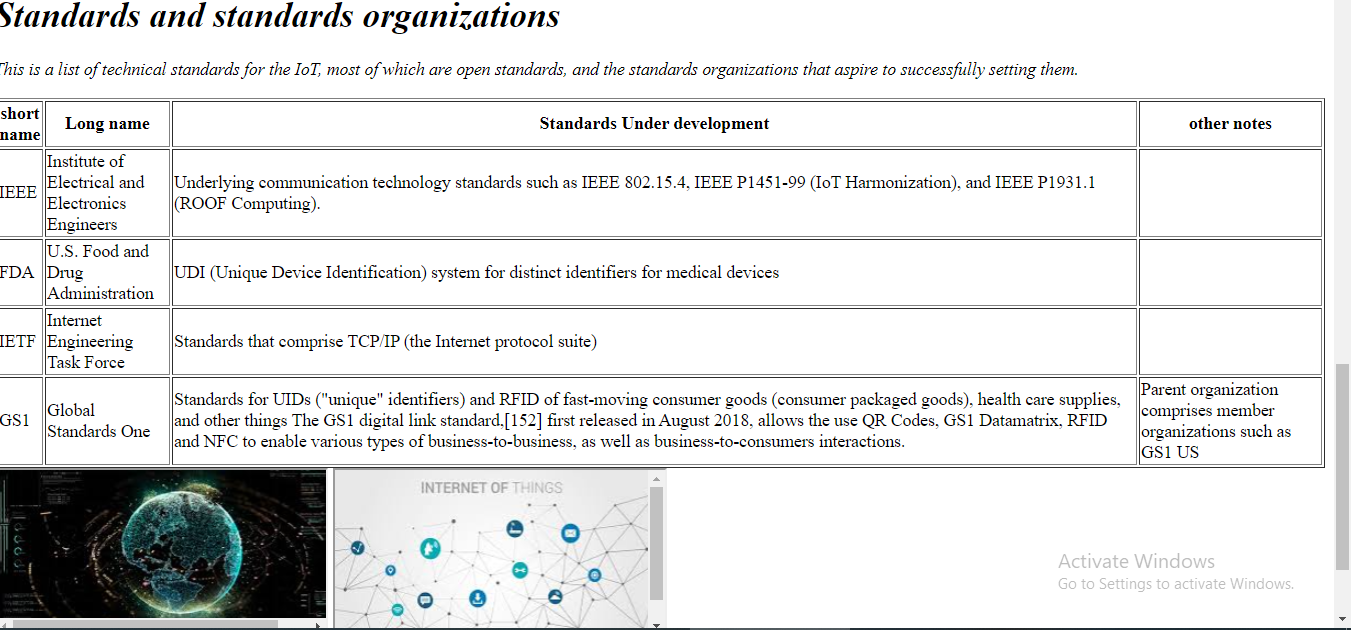 Standards and standards organizations
This is a list of technical standards for the IoT, most of which are open standards, and the standards organizations that aspire to successfully setting them.
short
name
Long name
Standards Under development
other notes
IEEE
Institute of
Electrical and
Electronics
Engineers
Underlying communication technology standards such as IEEE 802.15.4, IEEE P1451-99 (IoT Harmonization), and IEEE P1931.1
(ROOF Computing).
FDA
U.S. Food and
Drug
Administration
UDI (Unique Device Identification) system for distinct identifiers for medical devices
IETF
Internet
Engineering
Task Force
Standards that comprise TCP/IP (the Internet protocol suite)
GS1
Global
Standards One
Standards for UIDs ("unique" identifiers) and RFID of fast-moving consumer goods (consumer packaged goods), health care supplies,
and other things The GS1 digital link standard,[152] first released in August 2018, allows the use QR Codes, GS1 Datamatrix, RFID
and NFC to enable various types of business-to-business, as well as business-to-consumers interactions.
Parent organization
comprises member
organizations such as
GS1 US
INTERNET OF THINGS
Activate Windows
Go to Settings to activate Windows.